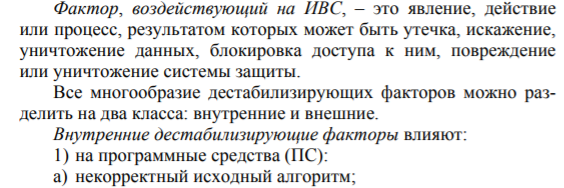 Фактор, воздействующий на ИВС, – это явление, действие
или процесс, результатом которых может быть утечка, искажение,
уничтожение данных, блокировка доступа к ним, повреждение
или уничтожение системы защиты.
Все многообразие дестабилизирующих факторов можно раз-
делить на два класса: внутренние и внешние.
Внутренние дестабилизирующие факторы влияют:
1) на программные средства (ПС):
а) некорректный исходный алгоритм;